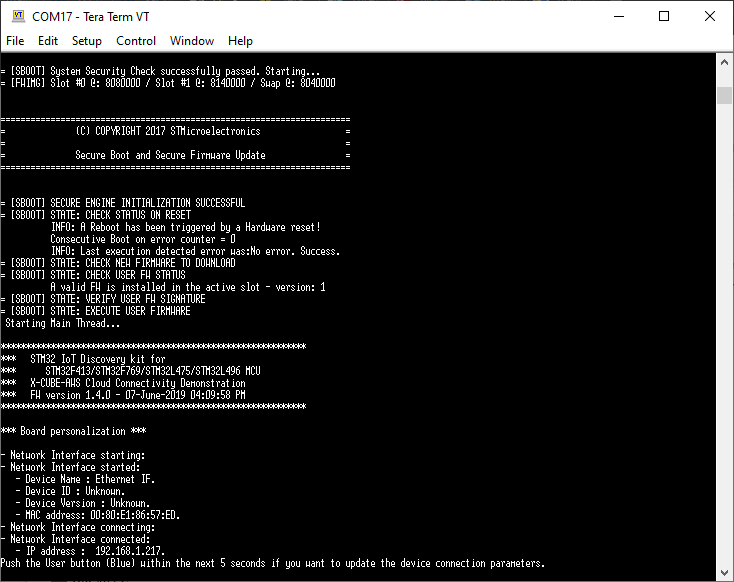 COM17 - Tera Term VT
File Edit Setup Control Window Help
= [SBOOT] System Security Check successfully passed. Starting...
= [FWIMG] Slot #0 @: 8080000 / Slot #1 @: 8140000 / Swap @: 8040000
======================================================================
=              (C) COPYRIGHT 2017 STMicroelectronics                 =
=                                                                    =
=              Secure Boot and Secure Firmware Update                =
======================================================================
= [SBOOT] SECURE ENGINE INITIALIZATION SUCCESSFUL
= [SBOOT] STATE: CHECK STATUS ON RESET
          INFO: A Reboot has been triggered by a Hardware reset!
          Consecutive Boot on error counter = 0
          INFO: Last execution detected error was:No error. Success.
= [SBOOT] STATE: CHECK NEW FIRMWARE TO DOWNLOAD
= [SBOOT] STATE: CHECK USER FW STATUS
          A valid FW is installed in the active slot - version: 1
= [SBOOT] STATE: VERIFY USER FW SIGNATURE
= [SBOOT] STATE: EXECUTE USER FIRMWARE
 Starting Main Thread...
*************************************************************
***   STM32 IoT Discovery kit for
***      STM32F413/STM32F769/STM32L475/STM32L496 MCU
***   X-CUBE-AWS Cloud Connectivity Demonstration
***   FW version 1.4.0 - 07-June-2019 04:09:58 PM
*************************************************************
*** Board personalization ***
- Network Interface starting:
- Network Interface started:
   - Device Name : Ethernet IF.
   - Device ID : Unknown.
   - Device Version : Unknown.
   - MAC address: 00:80:E1:86:57:ED.
- Network Interface connecting:
- Network Interface connected:
   - IP address :  192.168.1.217.
Push the User button (Blue) within the next 5 seconds if you want to update the device connection parameters.